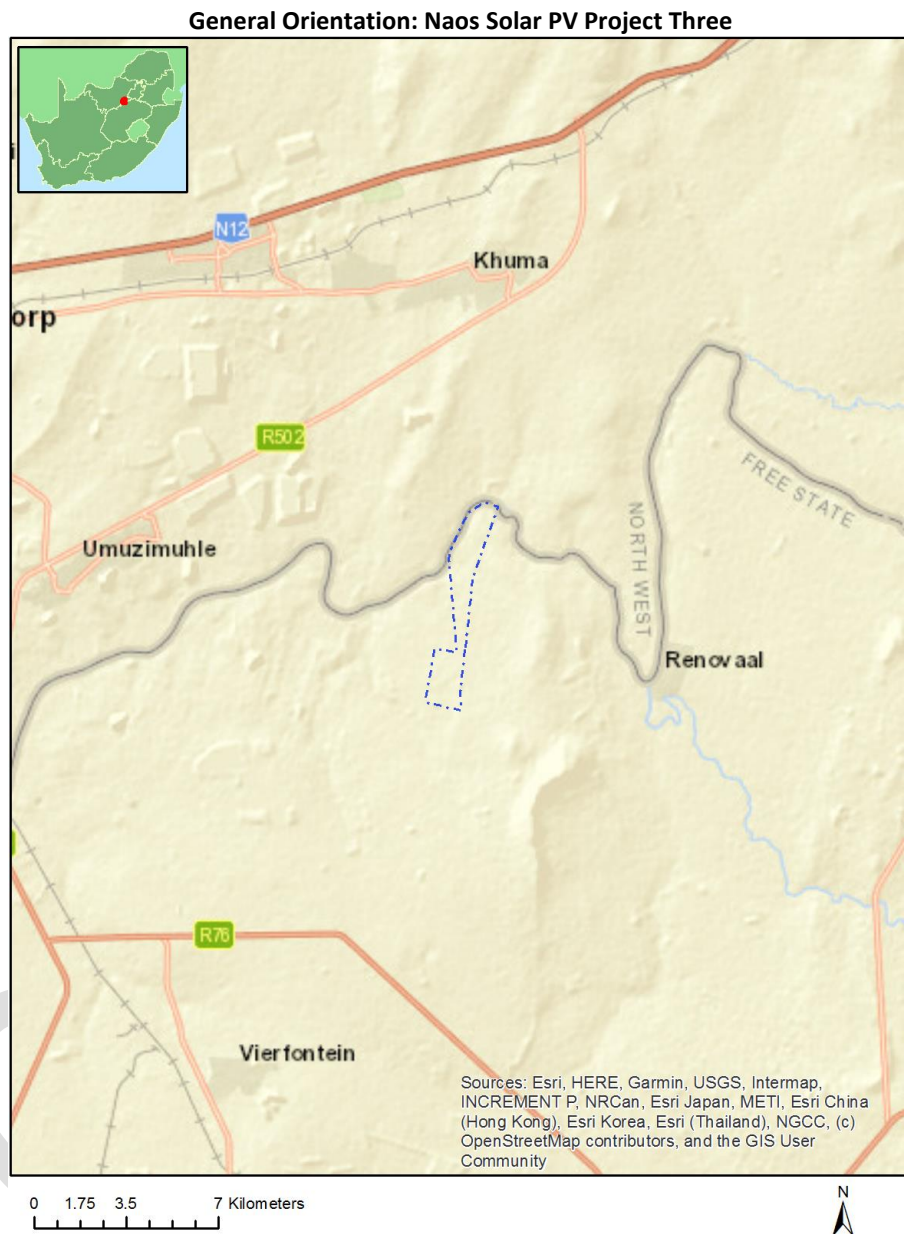 General Orientation: Naos Solar PV Project Three
N12
Khuma
orp
R502
FREE STATE
NORTH WEST
Umuzimuhle
Renovaal
R76
Vierfontein
Sources: Esri, HERE, Garmin, USGS, Intermap,
INCREMENT P, NRCan, Esri Japan, METI, Esri China
(Hong Kong), Esri Korea, Esri (Thailand), NGCC, (c)
OpenStreetMap contributors, and the GIS User
Community
0 1.75 3.5 7 Kilometers
N